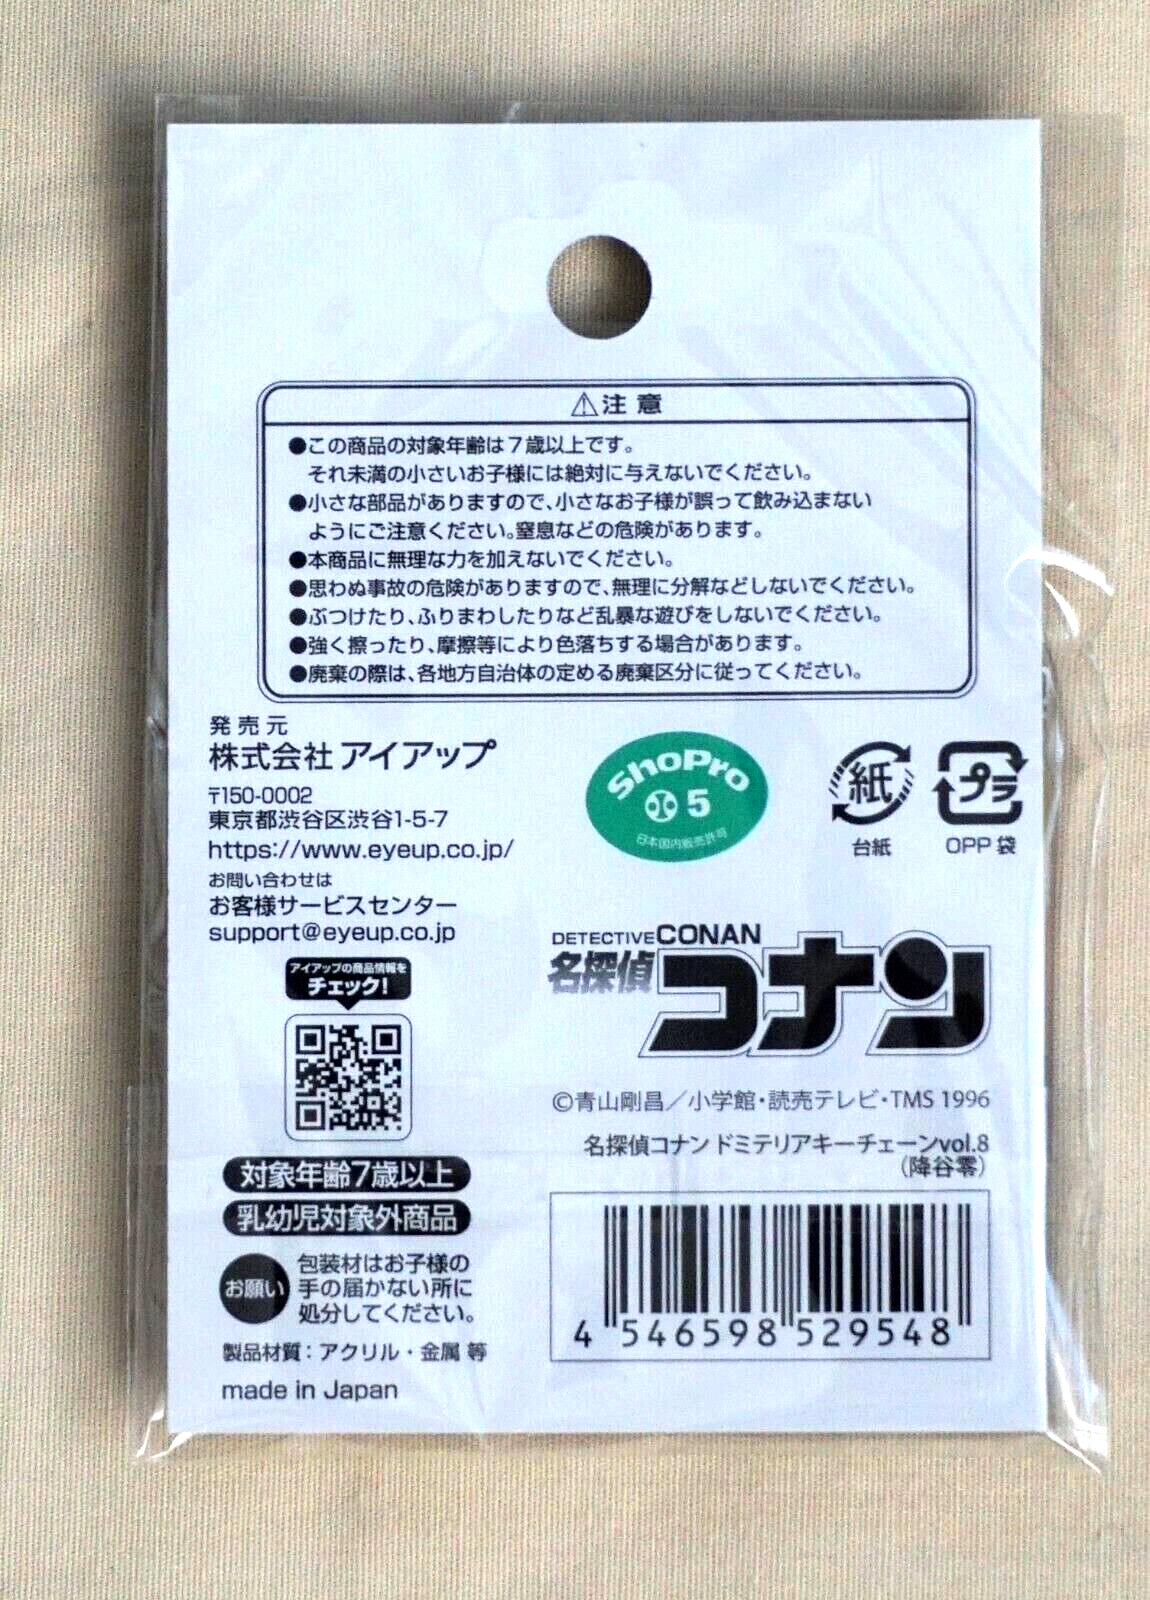 ⚠注意
●この商品の対象年齢は7歳以上です。
それ未満の小さいお子様には絶対に与えないでください。
●小さな部品がありますので、小さなお子様が誤って飲み込まない
ようにご注意ください。窒息などの危険があります。
●本商品に無理な力を加えないでください。
●思わぬ事故の危険がありますので、無理に分解などしないでください。
●ぶつけたり、ふりまわしたりなど乱暴な遊びをしないでください。
●強く擦ったり、摩擦等により色落ちする場合があります。
●廃棄の際は、各地方自治体の定める廃棄区分に従ってください。
発売元
株式会社 アイアップ
〒150-0002
東京都渋谷区渋谷1-5-7
https://www.eyeup.co.jp/
お問い合わせは
お客様サービスセンター
support@eyeup.co.jp
アイアップの商品情報を
チェック!
対象年齢7歳以上
乳幼児対象外商品
お願い
包装材はお子様の
手の届かない所に
処分してください。
製品材質：アクリル・金属 等
made in Japan
ShoPro
5
日本国内販売許可
紙
台紙
プラ
OPP 袋
DETECTIVE CONAN
名探偵コナン
©青山剛昌／小学館・読売テレビ・TMS 1996
名探偵コナン ドミテリアキーチェーンvol.8
（降谷零）
4 546598 529548